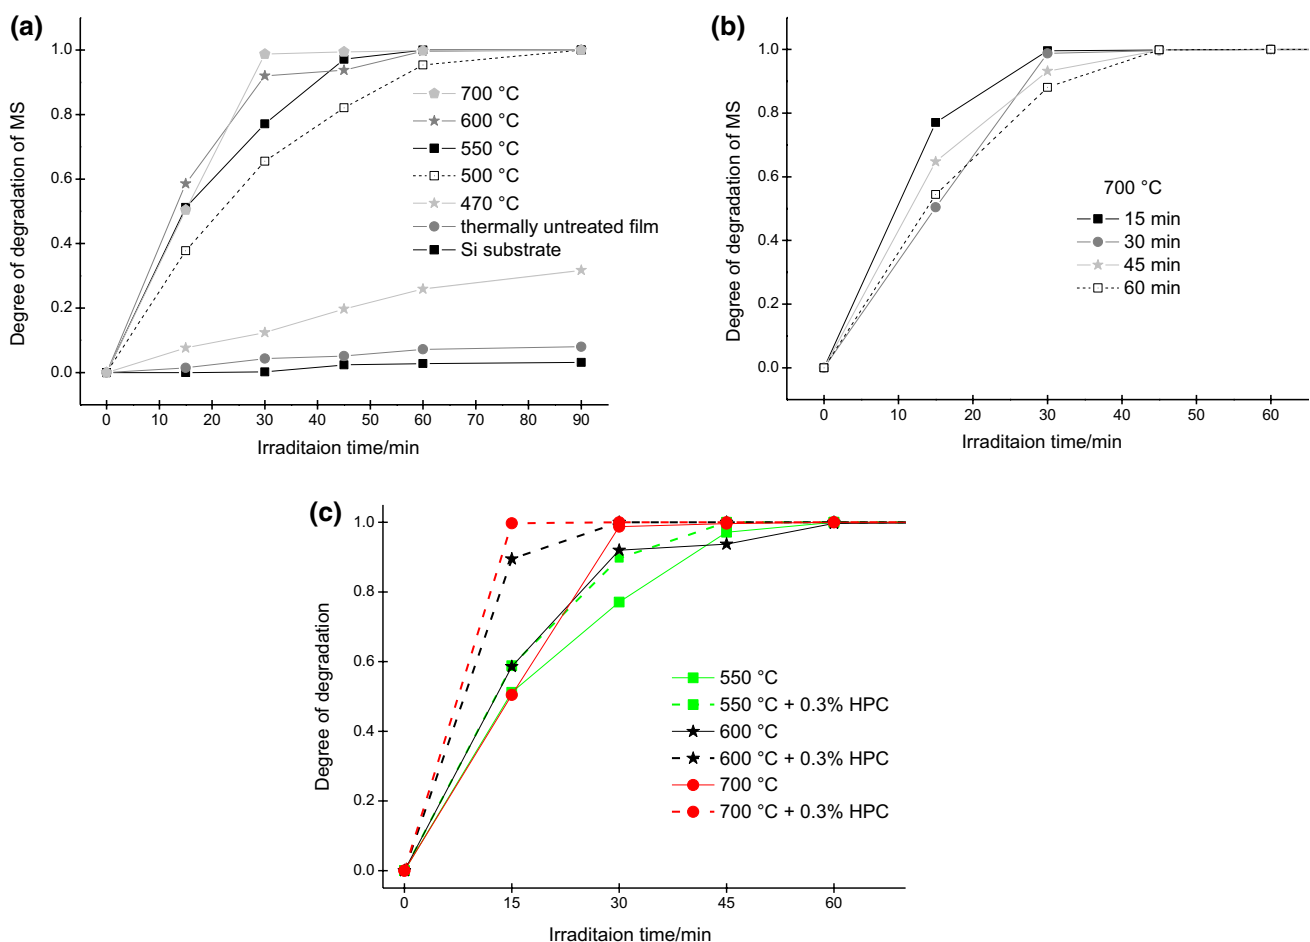 (a)
Degree of degradation of MS
1.0
0.8
0.6
0.4
0.2
0.0
700 °C
600 °C
550 °C
500 °C
470 °C
thermally untreated film
Si substrate
0 10 20 30 40 50 60 70 80 90
Irraditaion time/min
(b)
Degree of degradation of MS
1.0
0.8
0.6
0.4
0.2
0.0
700 °C
15 min
30 min
45 min
60 min
0 10 20 30 40 50 60
Irraditaion time/min
(c)
Degree of degradation
1.0
0.8
0.6
0.4
0.2
0.0
550 °C
550 °C + 0.3% HPC
600 °C
600 °C + 0.3% HPC
700 °C
700 °C + 0.3% HPC
0 15 30 45 60
Irraditaion time/min